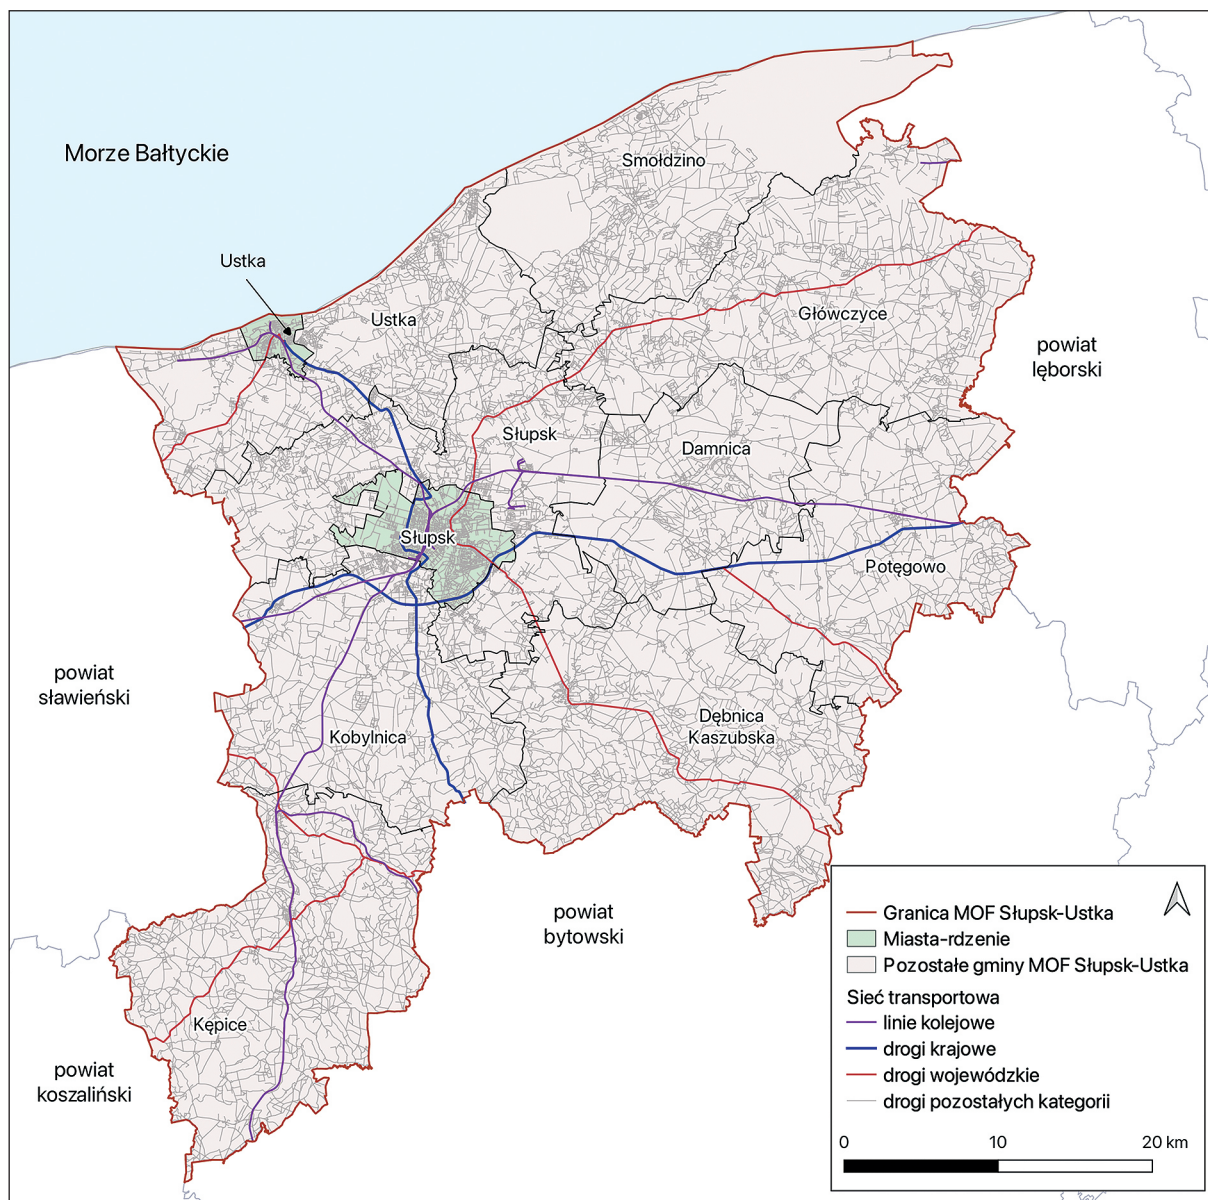 Morze Bałtyckie
Smołdzino
Ustka
Ustka
Główczyce
powiat
lęborski
Słupsk
Damnica
Słupsk
Potęgowo
powiat
sławieński
Dębnica
Kaszubska
Kobylnica
powiat
bytowski
Kępice
powiat
koszaliński
Granica MOF Słupsk-Ustka
Miasta-rdzenie
Pozostałe gminy MOF Słupsk-Ustka
Sieć transportowa
linie kolejowe
drogi krajowe
drogi wojewódzkie
drogi pozostałych kategorii
0 10 20 km